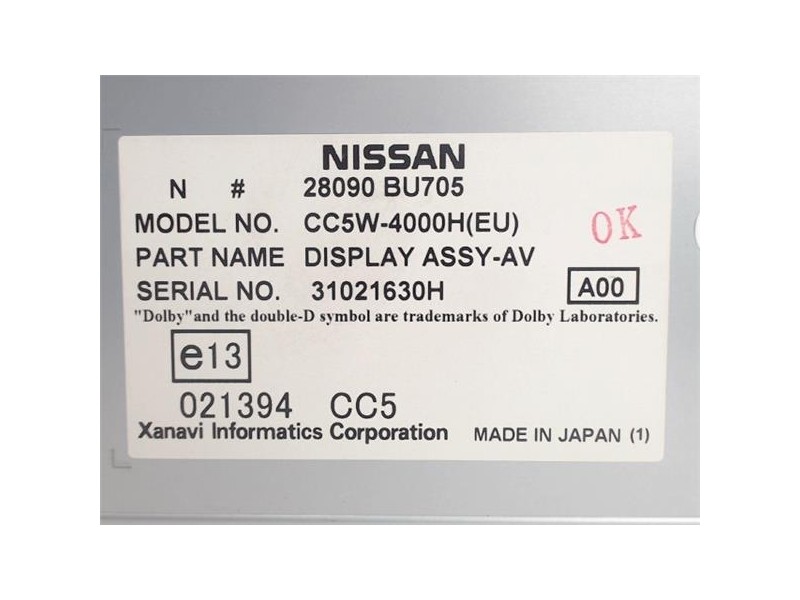 NISSAN
N # 28090 BU705
MODEL NO. CC5W-4000H(EU)
OK
PART NAME DISPLAY ASSY-AV
SERIAL NO. 31021630H A00
"Dolby"and the double-D symbol are trademarks of Dolby Laboratories.
e13
021394 CC5
Xanavi Informatics Corporation MADE IN JAPAN (1)